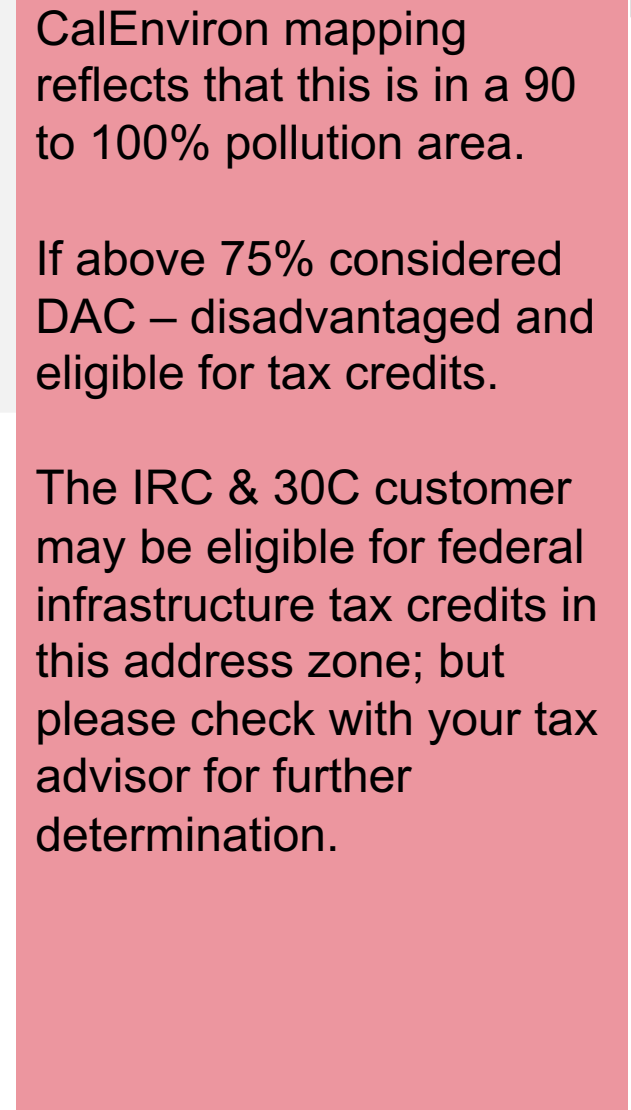 CalEnviron mapping
reflects that this is in a 90
to 100% pollution area.
If above 75% considered
DAC – disadvantaged and
eligible for tax credits.
The IRC & 30C customer
may be eligible for federal
infrastructure tax credits in
this address zone; but
please check with your tax
advisor for further
determination.